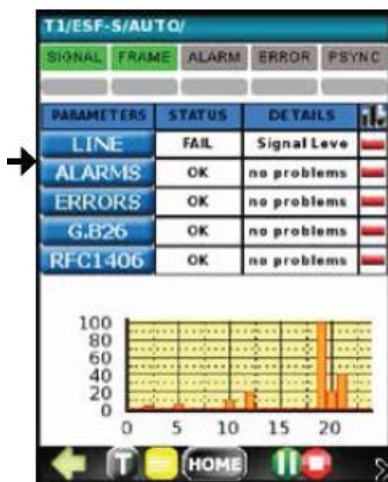 T1/ESF-S/AUTO/
SIGNAL FRAME ALARM ERROR PSYNC
PARAMETERS STATUS DETAILS
LINE FAIL Signal Leve
ALARMS OK no problems
ERRORS OK no problems
G.826 OK no problems
RFC1406 OK no problems
100
80
60
40
20
0
0 5 10 15 20
T HOME